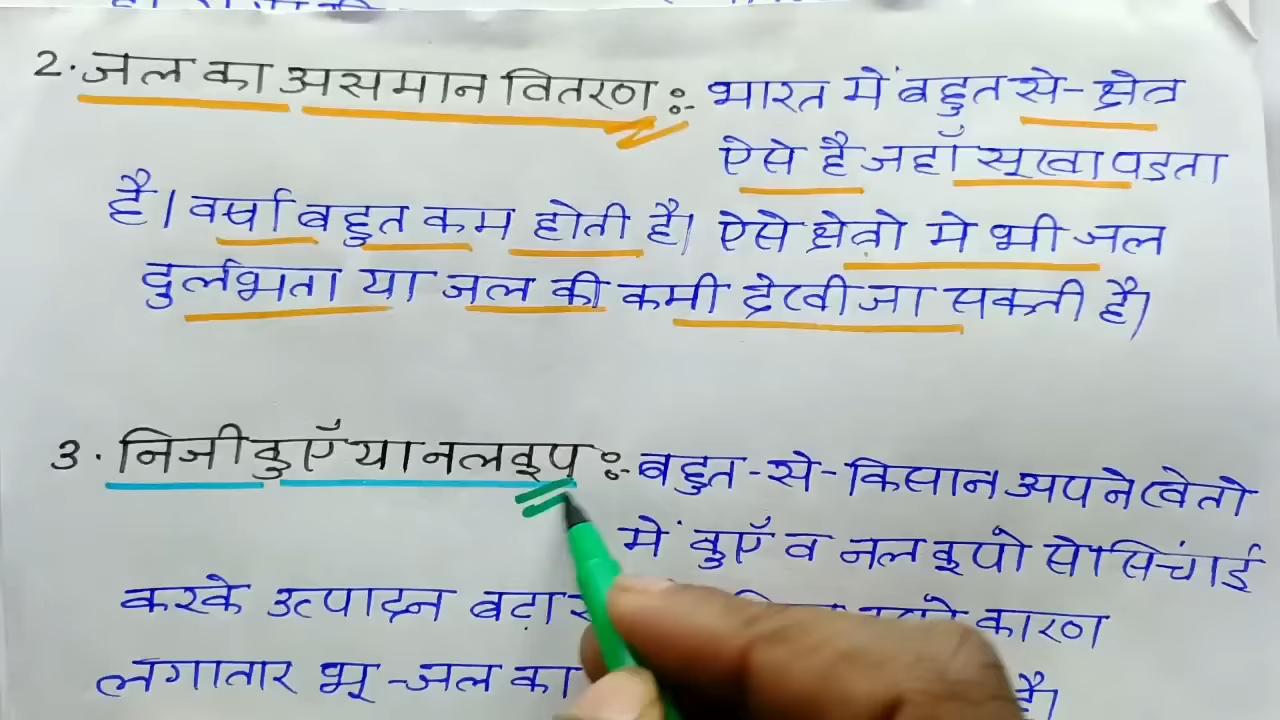 2. जल का असमान वितरण :- भारत में बहुत से- क्षेत्र
ऐसे है जहाँ सूखा पडता
है। वर्षा बहुत कम होती है। ऐसे क्षेत्रो मे भी जल
दुर्लभता या जल की कमी देखी जा सकती है।
3. निजी कुएँ या नलकूप :- बहुत-से-किसान अपने खेतो
में कुएँ व नलकूपो से सिंचाई
करके उत्पादन बढ़ा कारण
लगातार भू-जल का है।